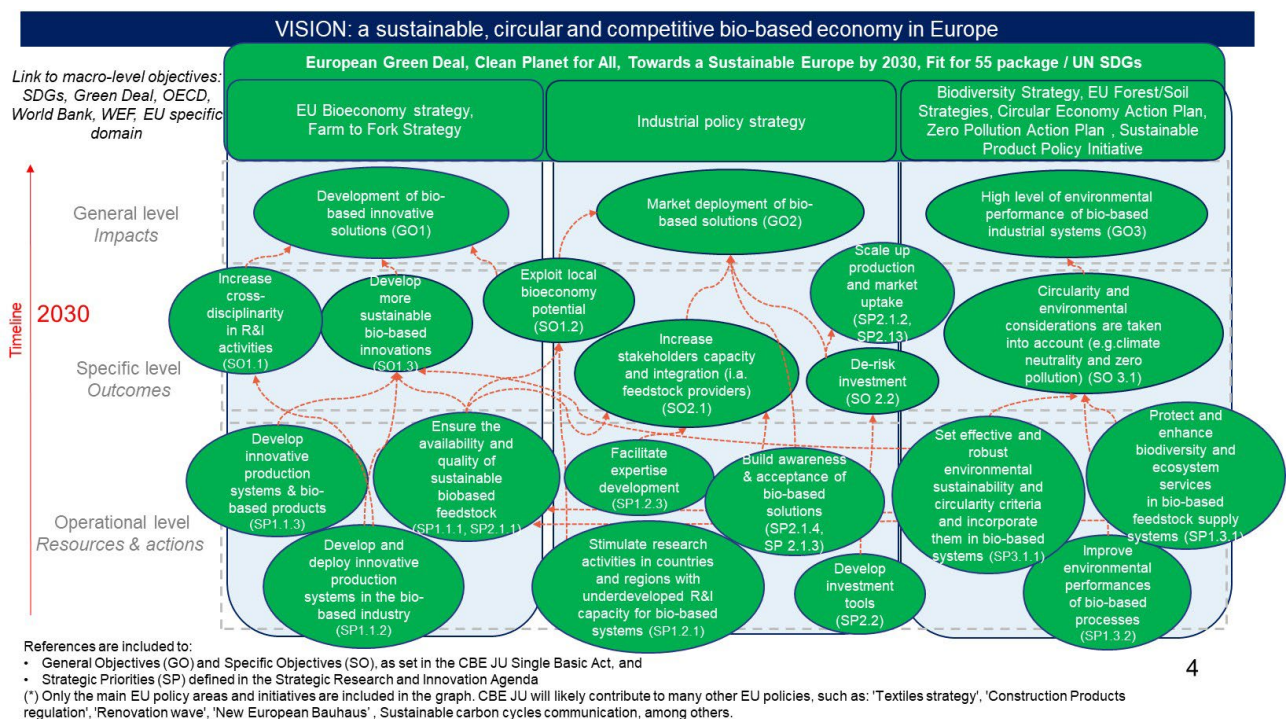 VISION: a sustainable, circular and competitive bio-based economy in Europe
Link to macro-level objectives:
SDGs, Green Deal, OECD,
World Bank, WEF, EU specific
domain
European Green Deal, Clean Planet for All, Towards a Sustainable Europe by 2030, Fit for 55 package / UN SDGs
EU Bioeconomy strategy,
Farm to Fork Strategy
Industrial policy strategy
Biodiversity Strategy, EU Forest/Soil
Strategies, Circular Economy Action Plan,
Zero Pollution Action Plan , Sustainable
Product Policy Initiative
Timeline
2030
General level
Impacts
Development of bio-
based innovative
solutions (GO1)
Market deployment of bio-
based solutions (GO2)
High level of environmental
performance of bio-based
industrial systems (GO3)
Specific level
Outcomes
Increase
cross-
disciplinarity
in R&I
activities
(SO1.1)
Develop
more
sustainable
bio-based
innovations
(SO1.3)
Exploit local
bioeconomy
potential
(SO1.2)
Increase
stakeholders capacity
and integration (i.a.
feedstock providers)
(SO2.1)
Scale up
production
and market
uptake
(SP2.1.2,
SP2.13)
De-risk
investment
(SO 2.2)
Circularity and
environmental
considerations are taken
into account (e.g.climate
neutrality and zero
pollution) (SO 3.1)
Operational level
Resources & actions
Develop
innovative
production
systems & bio-
based products
(SP1.1.3)
Ensure the
availability and
quality of
sustainable
biobased
feedstock
(SP1.1.1, SP2.1.1)
Develop and
deploy innovative
production
systems in the bio-
based industry
(SP1.1.2)
Facilitate
expertise
development
(SP1.2.3)
Build awareness
& acceptance of
bio-based
solutions
(SP2.1.4,
SP 2.1.3)
Stimulate research
activities in countries
and regions with
underdeveloped R&I
capacity for bio-based
systems (SP1.2.1)
Develop
investment
tools
(SP2.2)
Set effective and
robust
environmental
sustainability and
circularity criteria
and incorporate
them in bio-based
systems (SP3.1.1)
Protect and
enhance
biodiversity and
ecosystem
services
in bio-based
feedstock supply
systems (SP1.3.1)
Improve
environmental
performances
of bio-based
processes
(SP1.3.2)
References are included to:
• General Objectives (GO) and Specific Objectives (SO), as set in the CBE JU Single Basic Act, and
• Strategic Priorities (SP) defined in the Strategic Research and Innovation Agenda
(*) Only the main EU policy areas and initiatives are included in the graph. CBE JU will likely contribute to many other EU policies, such as: 'Textiles strategy', 'Construction Products
regulation', 'Renovation wave', 'New European Bauhaus' , Sustainable carbon cycles communication, among others.
4